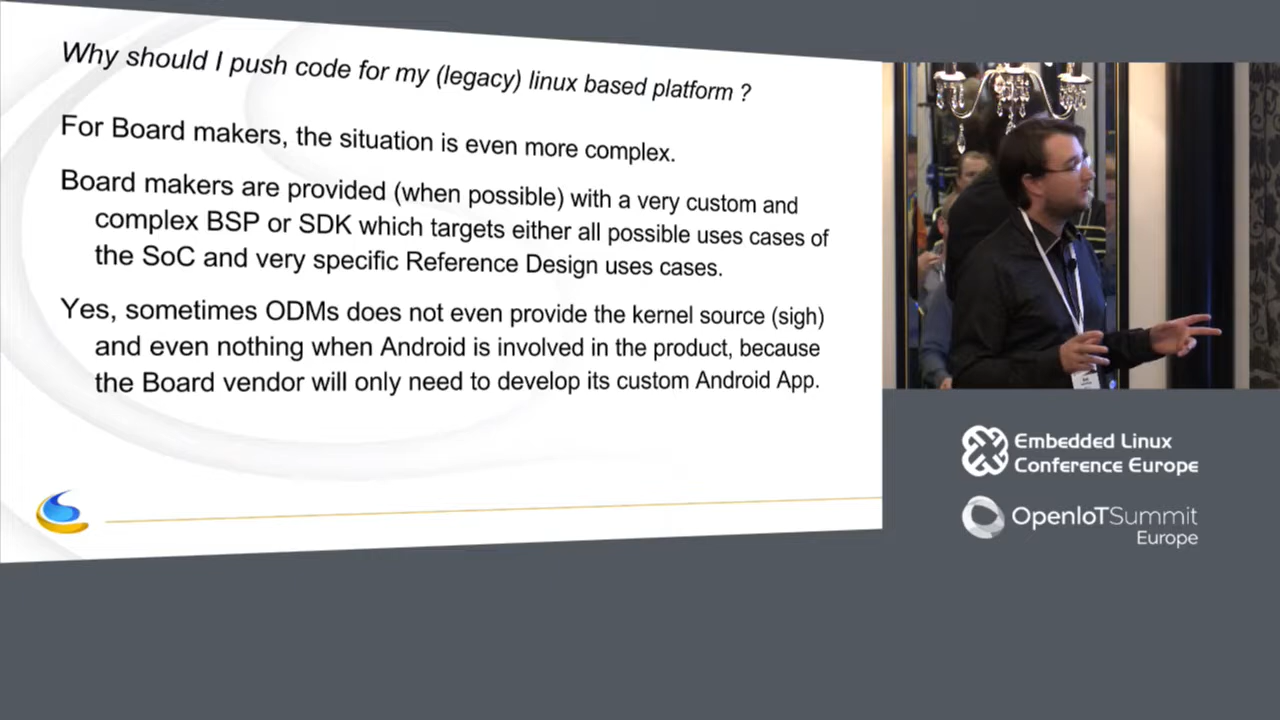 Why should I push code for my (legacy) linux based platform ?
For Board makers, the situation is even more complex.
Board makers are provided (when possible) with a very custom and
complex BSP or SDK which targets either all possible uses cases of
the SoC and very specific Reference Design uses cases.
Yes, sometimes ODMs does not even provide the kernel source (sigh)
and even nothing when Android is involved in the product, because
the Board vendor will only need to develop its custom Android App.
Embedded Linux
Conference Europe
OpenIoTSummit
Europe